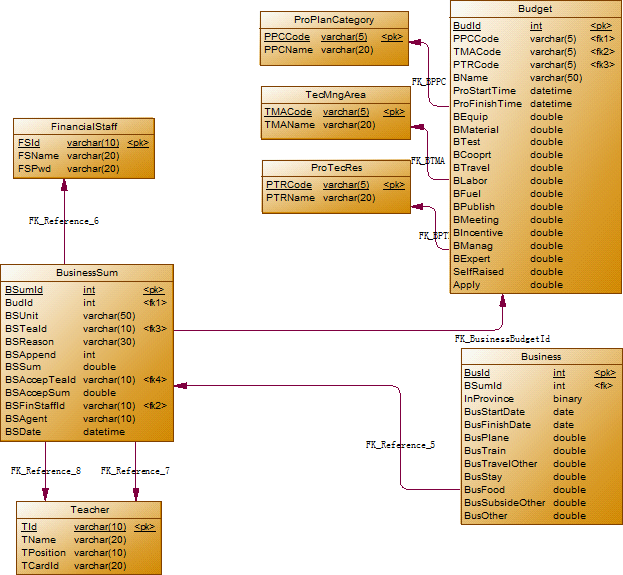 ProPlanCategory
PPCCode varchar(5) <pk>
PPCName varchar(20)
Budget
BudId int <pk>
PPCCode varchar(5) <fk1>
TMACode varchar(5) <fk2>
PTRCode varchar(5) <fk3>
BName varchar(50)
ProStartTime datetime
ProFinishTime datetime
BEquip double
BMaterial double
BTest double
BCooprt double
BTravel double
BLabor double
BFuel double
BPublish double
BMeeting double
BIncentive double
BManag double
BExpert double
SelfRaised double
Apply double
FK_BPPC
TecMngArea
TMACode varchar(5) <pk>
TMAName varchar(20)
FK_BTMA
ProTecRes
PTRCode varchar(5) <pk>
PTRName varchar(20)
FK_BPT
FinancialStaff
FSId varchar(10) <pk>
FSName varchar(20)
FSPwd varchar(20)
FK_Reference_6
BusinessSum
BSumId int <pk>
BudId int <fk1>
BSUnit varchar(50)
BSTeaId varchar(10) <fk3>
BSReason varchar(30)
BSAppend int
BSSum double
BSAccepTeaId varchar(10) <fk4>
BSAccepSum double
BSFinStaffId varchar(10) <fk2>
BSAgent varchar(10)
BSDate datetime
FK_BusinessBudgetId
Business
BusId int <pk>
BSumId int <fk>
InProvince binary
BusStartDate date
BusFinishDate date
BusPlane double
BusTrain double
BusTravelOther double
BusStay double
BusFood double
BusSubsideOther double
BusOther double
FK_Reference_5
FK_Reference_8
FK_Reference_7
Teacher
TId varchar(10) <pk>
TName varchar(20)
TPosition varchar(10)
TCardId varchar(20)